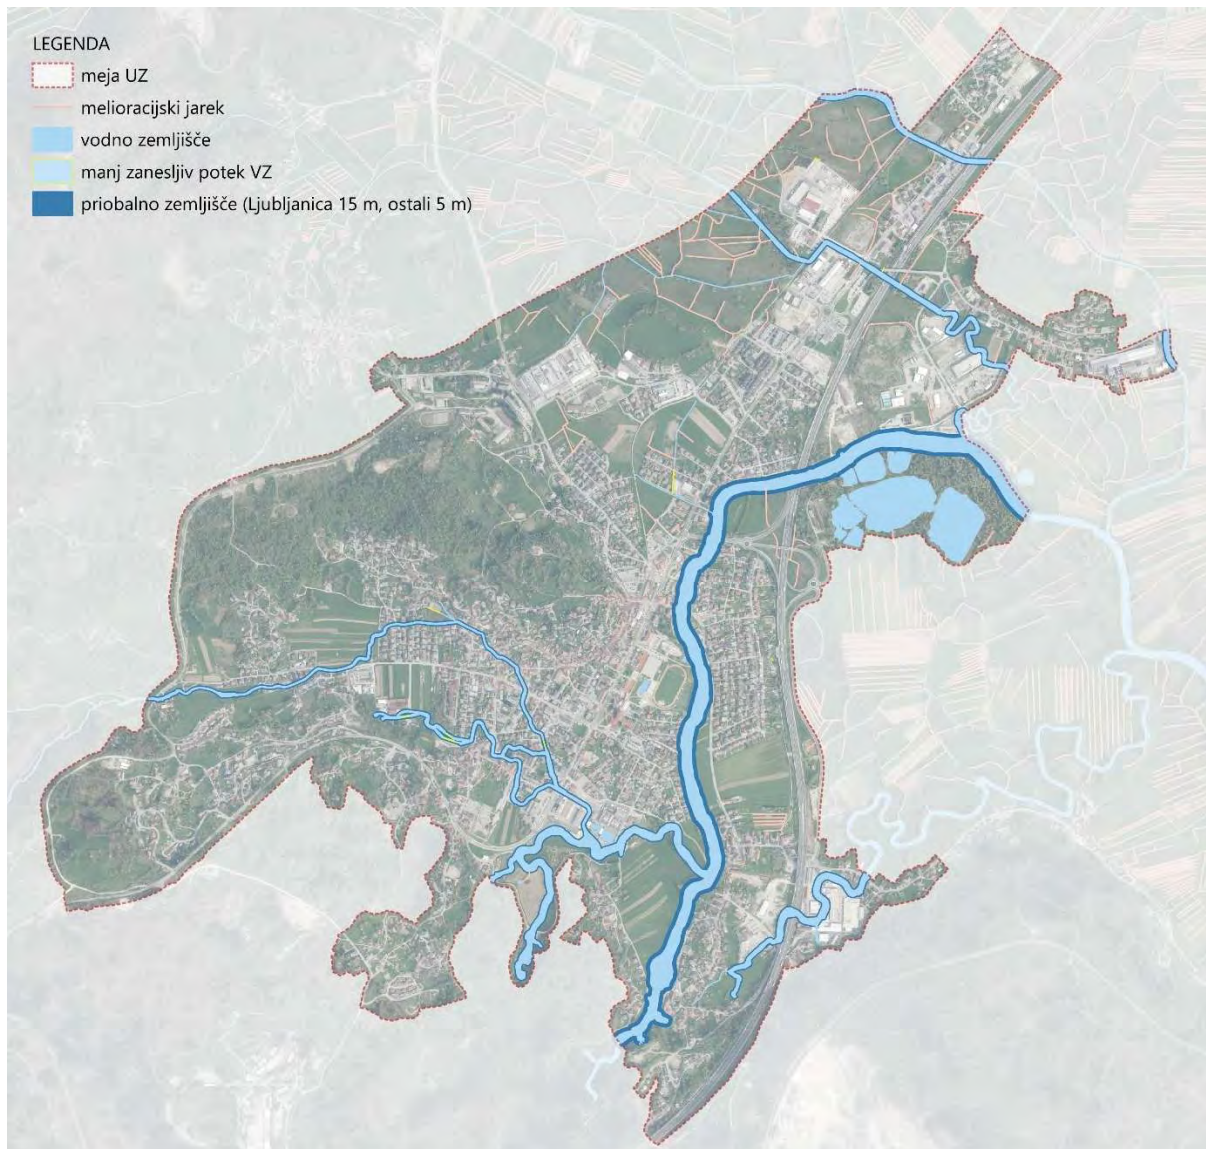 LEGENDA
meja UZ
melioracijski jarek
vodno zemljišče
manj zanesljiv potek VZ
priobalno zemljišče (Ljubljanica 15 m, ostali 5 m)